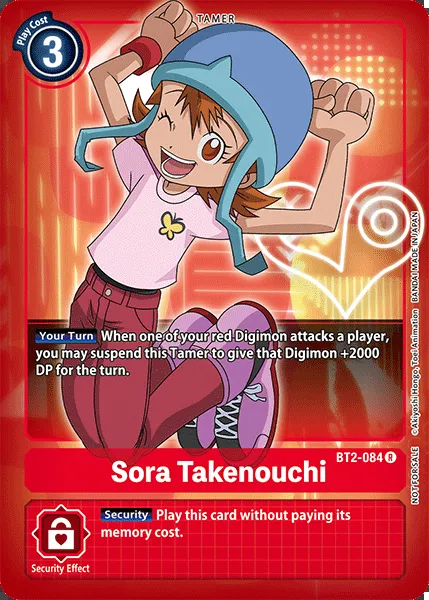 TAMER
Play Cost
3
Your Turn When one of your red Digimon attacks a player,
you may suspend this Tamer to give that Digimon +2000
DP for the turn.
BT2-084 R
Sora Takenouchi
Security Play this card without paying its
memory cost.
Security Effect
NOT FOR SALE ©Akiyoshi Hongo, Toei Animation BANDAI MADE IN JAPAN